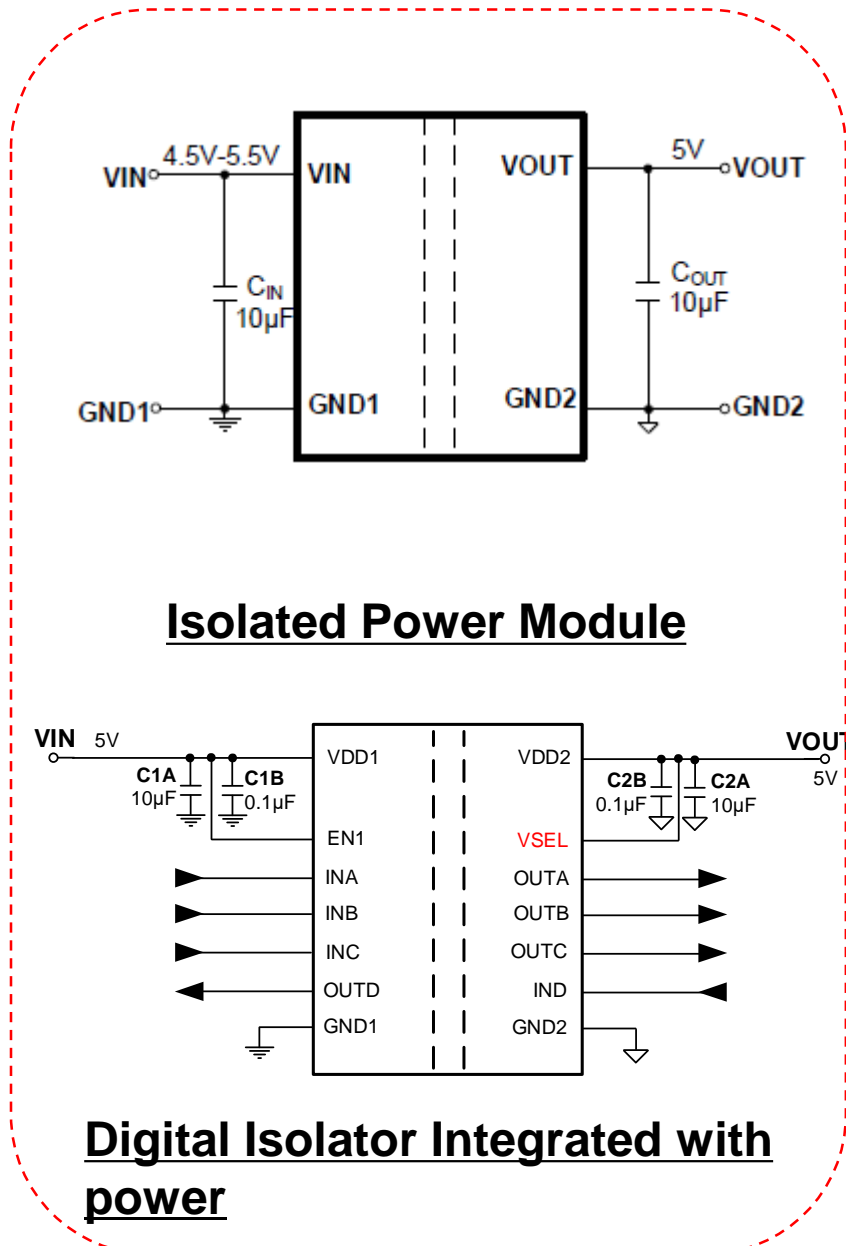 4.5V-5.5V
5V
VIN
VIN
VOUT
VOUT
CIN
10µF
COUT
10µF
GND1
GND1
GND2
GND2
Isolated Power Module
VIN 5V
VDD1
VDD2
VOUT
5V
C1A
10µF
C1B
0.1µF
C2B
0.1µF
C2A
10µF
EN1
VSEL
INA
OUTA
INB
OUTB
INC
OUTC
OUTD
IND
GND1
GND2
Digital Isolator Integrated with
power